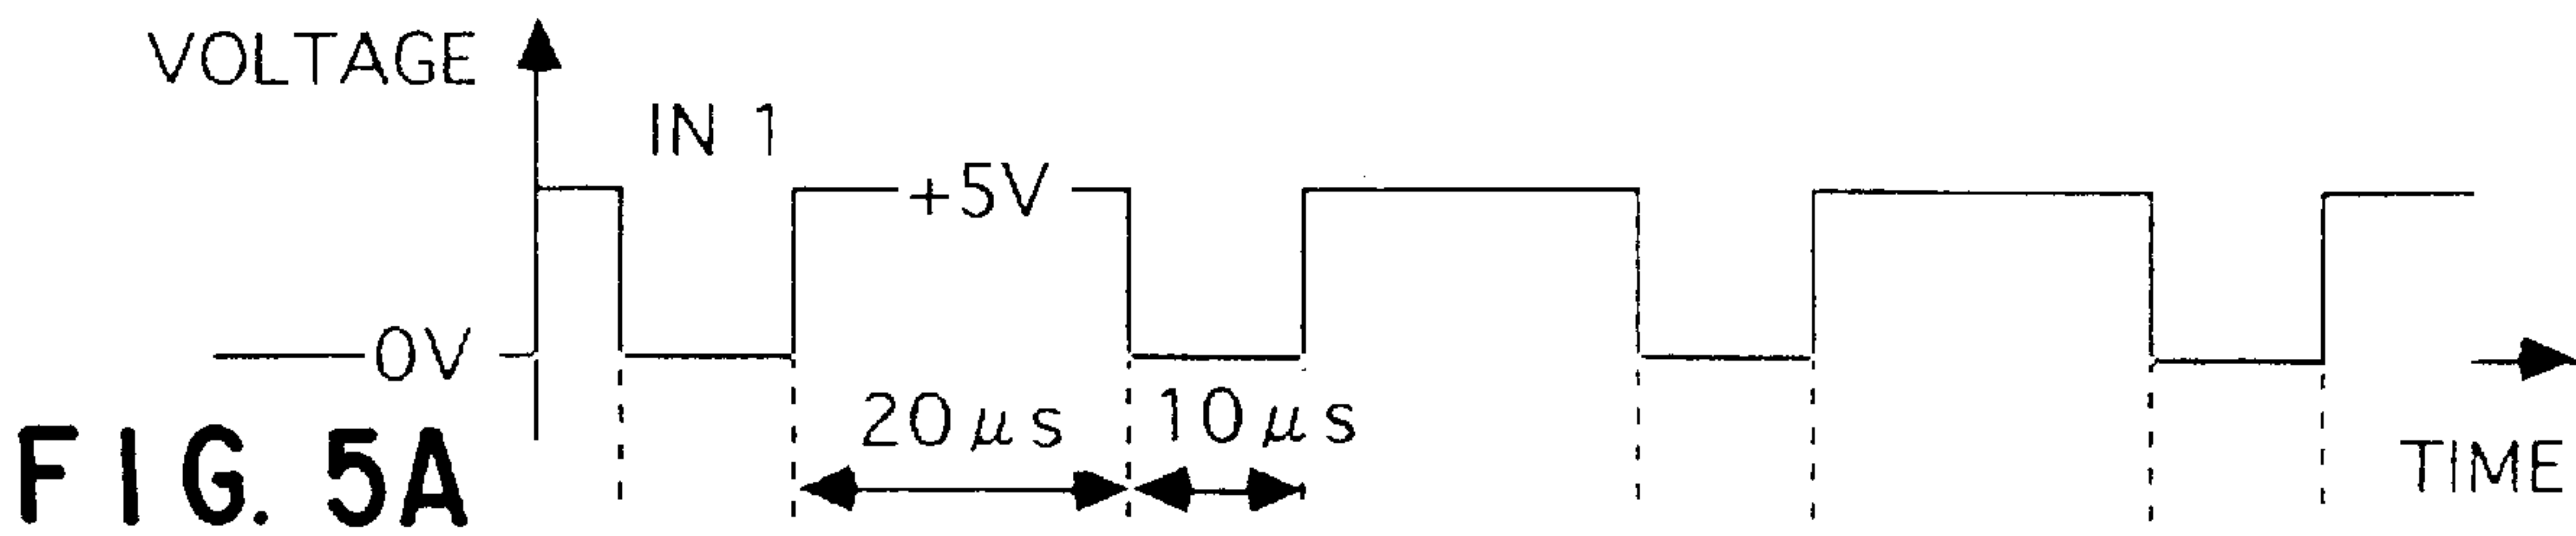 VOLTAGE
IN 1
+5V
0V
20μs
10μs
TIME
FIG. 5A